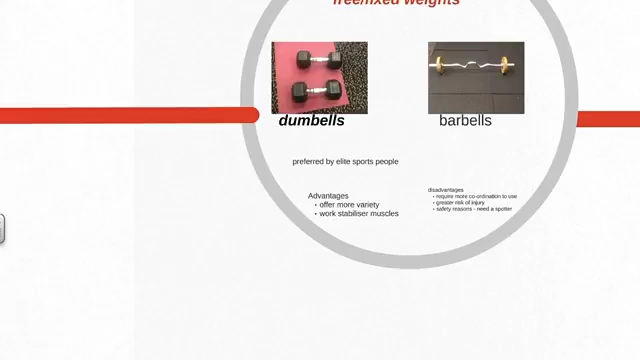 free/fixed weights
dumbells
barbells
preferred by elite sports people
Advantages
• offer more variety
• work stabiliser muscles
disadvantages
• require more co-ordination to use
• greater risk of injury
• safety reasons - need a spotter